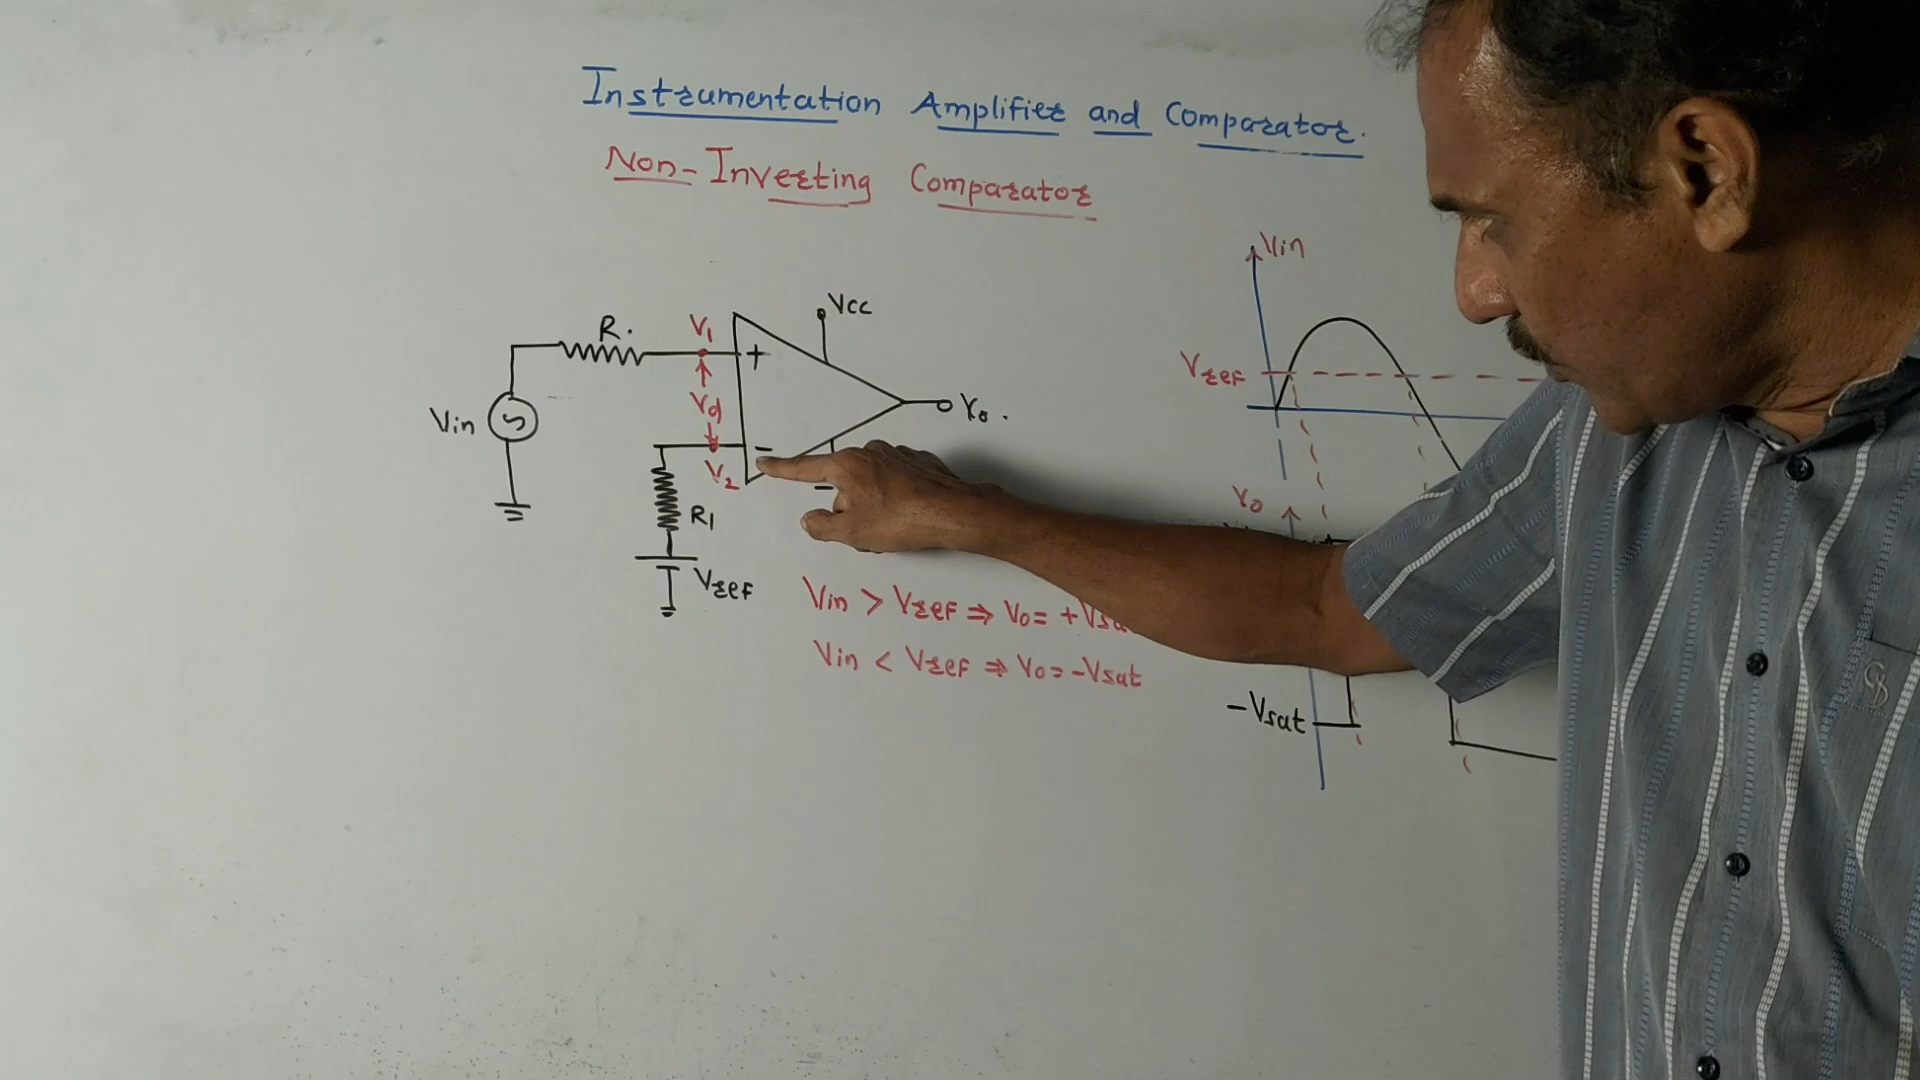 Instrumentation Amplifier and Comparator.
Non-Inverting Comparator
Vin
Vcc
R.
V1
+
Vref
Vd
Vin
Vo.
-
V2
R1
Vo
Vref
Vin > Vref ⇒ Vo = +Vsat
Vin < Vref ⇒ Vo = -Vsat
-Vsat